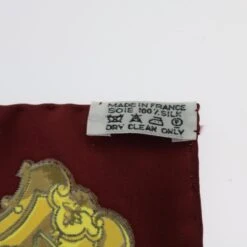 MADE IN FRANCE
SOIE 100% SILK
DRY CLEAN ONLY